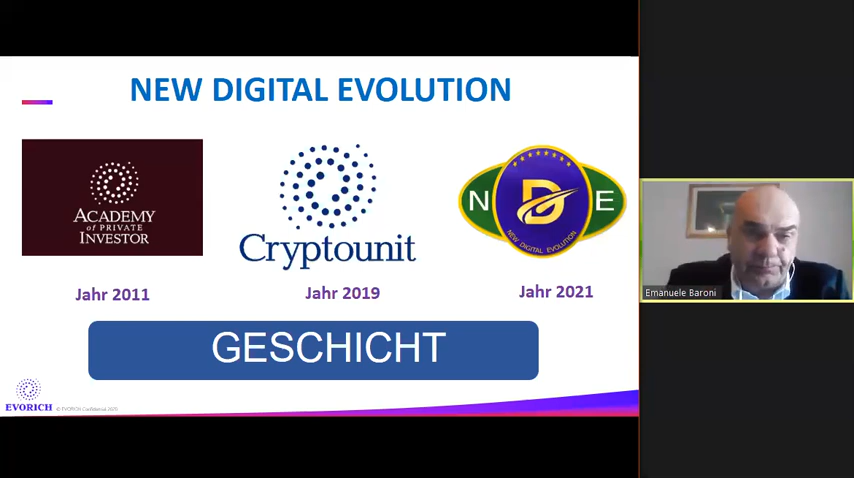 NEW DIGITAL EVOLUTION
ACADEMY
of PRIVATE
INVESTOR
Cryptounit
N D E
NEW DIGITAL EVOLUTION
Jahr 2011
Jahr 2019
Jahr 2021
GESCHICHT
EVORICH
© EVORICH Confidential 2020
Emanuele Baroni